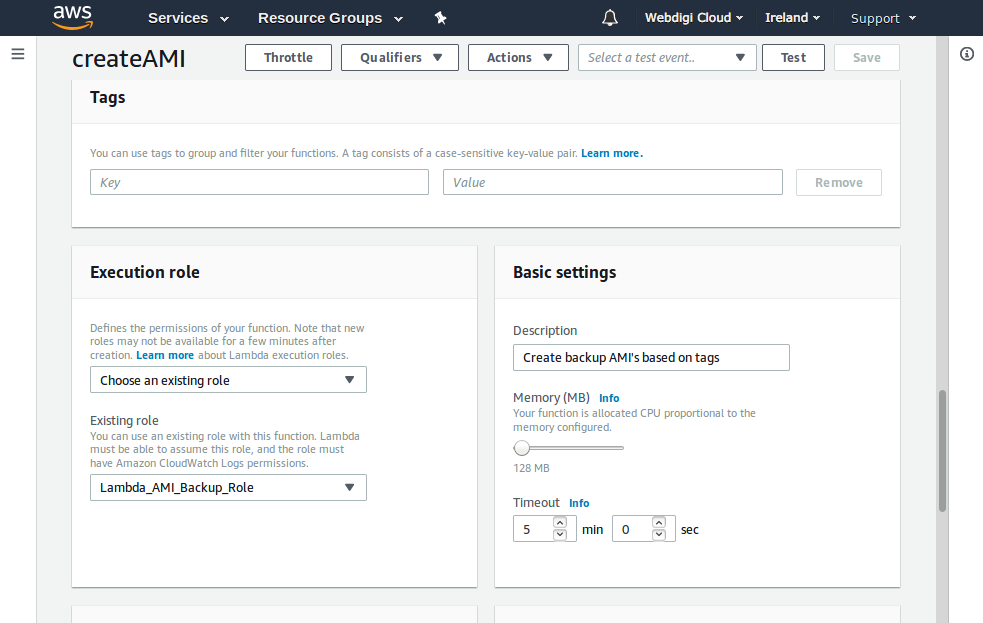 aws Services Resource Groups Webdigi Cloud Ireland Support
createAMI Throttle Qualifiers Actions Select a test event.. Test Save
Tags
You can use tags to group and filter your functions. A tag consists of a case-sensitive key-value pair. Learn more.
Key Value Remove
Execution role
Defines the permissions of your function. Note that new
roles may not be available for a few minutes after
creation. Learn more about Lambda execution roles.
Choose an existing role
Existing role
You can use an existing role with this function. Lambda
must be able to assume this role, and the role must
have Amazon CloudWatch Logs permissions.
Lambda_AMI_Backup_Role
Basic settings
Description
Create backup AMI's based on tags
Memory (MB) Info
Your function is allocated CPU proportional to the
memory configured.
128 MB
Timeout Info
5 min 0 sec